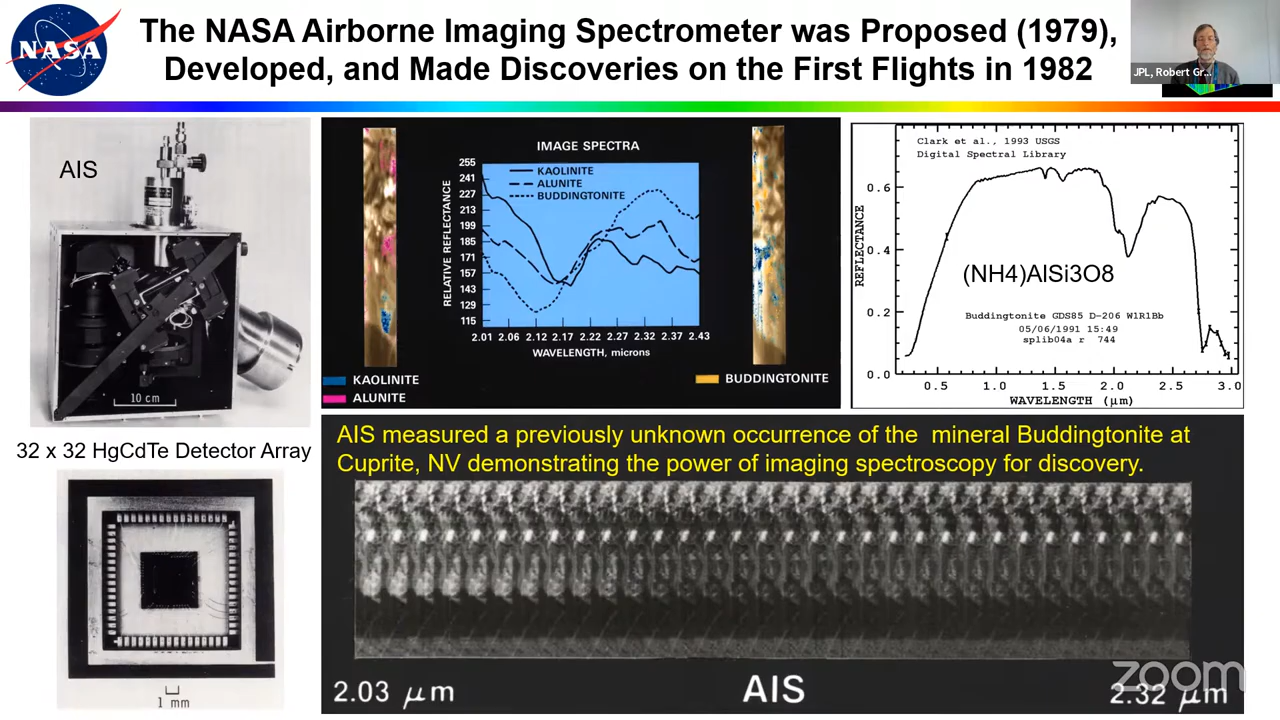 The NASA Airborne Imaging Spectrometer was Proposed (1979),
Developed, and Made Discoveries on the First Flights in 1982
NASA
JPL, Robert Gr...
AIS
10 cm
32 x 32 HgCdTe Detector Array
1 mm
IMAGE SPECTRA
KAOLINITE
ALUNITE
BUDDINGTONITE
RELATIVE REFLECTANCE
255
241
227
213
199
185
171
157
143
129
115
2.01 2.06 2.12 2.17 2.22 2.27 2.32 2.37 2.43
WAVELENGTH, microns
KAOLINITE
ALUNITE
BUDDINGTONITE
Clark et al., 1993 USGS
Digital Spectral Library
REFLECTANCE
0.6
0.4
0.2
0.0
(NH4)AlSi3O8
Buddingtonite GDS85 D-206 W1R1Bb
05/06/1991 15:49
splib04a r 744
0.5 1.0 1.5 2.0 2.5 3.0
WAVELENGTH (μm)
AIS measured a previously unknown occurrence of the mineral Buddingtonite at
Cuprite, NV demonstrating the power of imaging spectroscopy for discovery.
2.03 μm AIS 2.32 μm
zoom